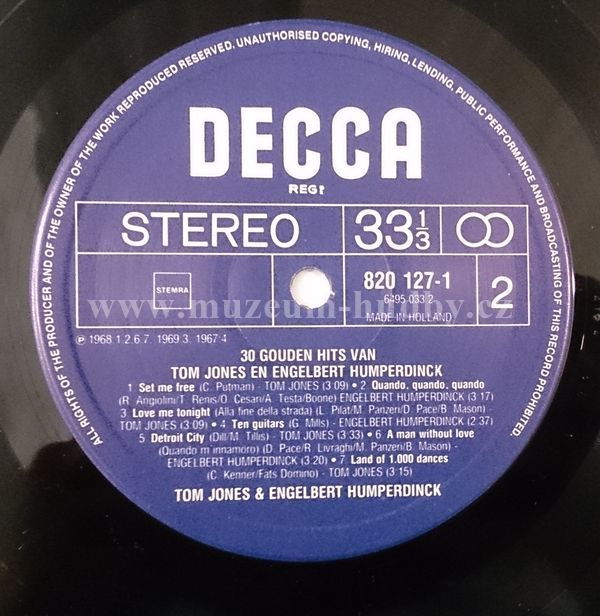 ALL RIGHTS OF THE PRODUCER AND OF THE OWNER OF THE WORK REPRODUCED RESERVED. UNAUTHORISED COPYING, HIRING, LENDING, PUBLIC PERFORMANCE AND BROADCASTING OF THIS RECORD PROHIBITED.
DECCA
REGD
STEREO 33 1/3
STEMRA 820 127-1
6495 033 2
MADE IN HOLLAND 2
www.muzeum-hudby.cz
Ⓟ 1968 1.2.6.7. 1969 3. 1967 4
30 GOUDEN HITS VAN
TOM JONES EN ENGELBERT HUMPERDINCK
1 Set me free (C. Putman) - TOM JONES (3:09) • 2 Quando, quando, quando
(R. Angiolini/T. Renis/O. Cesari/A. Testa/Boone) ENGELBERT HUMPERDINCK (3:17)
3 Love me tonight (Alla fine della strada) (L. Pilat/M. Panzeri/D. Pace/B. Mason) -
TOM JONES (3:09) • 4 Ten guitars (G. Mills) - ENGELBERT HUMPERDINCK (2:37)
5 Detroit City (Dill/M. Tillis) - TOM JONES (3:33) • 6 A man without love
(Quando m innamoro) (D. Pace/R. Livraghi/M. Panzeri/B. Mason) -
ENGELBERT HUMPERDINCK (3:20) • 7 Land of 1.000 dances
(C. Kenner/Fats Domino) - TOM JONES (3:15)
TOM JONES & ENGELBERT HUMPERDINCK